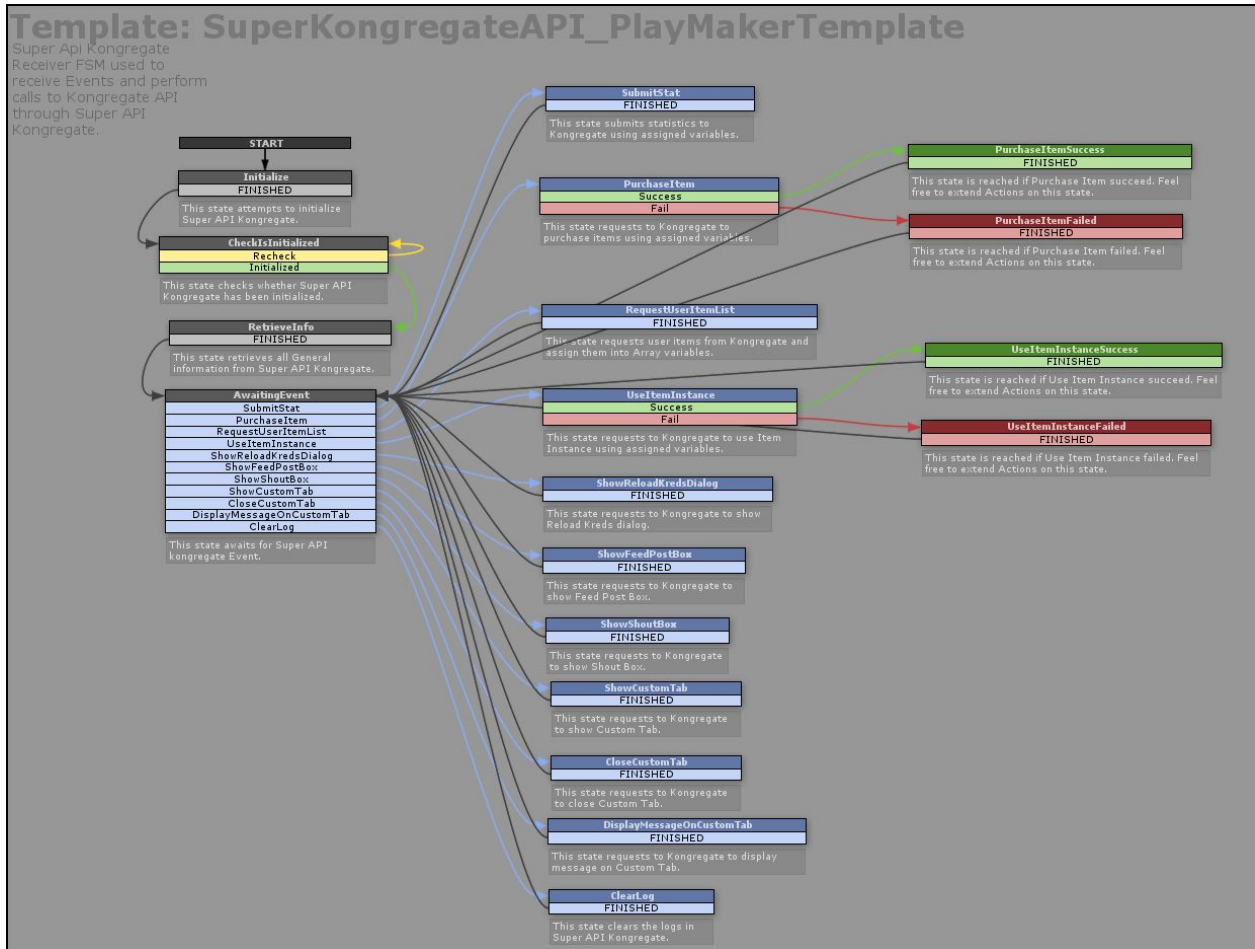 Template: SuperKongregateAPI_PlayMakerTemplate
Super Api Kongregate
Receiver FSM used to
receive Events and perform
calls to Kongregate API
through Super API
Kongregate.
START
Initialize
FINISHED
This state attempts to initialize
Super API Kongregate.
CheckIsInitialized
Recheck
Initialized
This state checks whether Super API
Kongregate has been initialized.
RetrieveInfo
FINISHED
This state retrieves all General
information from Super API Kongregate.
AwaitingEvent
SubmitStat
PurchaseItem
RequestUserItemList
UseItemInstance
ShowReloadKredsDialog
ShowFeedPostBox
ShowShoutBox
ShowCustomTab
CloseCustomTab
DisplayMessageOnCustomTab
ClearLog
This state awaits for Super API
kongregate Event.
SubmitStat
FINISHED
This state submits statistics to
Kongregate using assigned variables.
PurchaseItem
Success
Fail
This state requests to Kongregate to
purchase items using assigned variables.
RequestUserItemList
FINISHED
This state requests user items from Kongregate and
assign them into Array variables.
UseItemInstance
Success
Fail
This state requests to Kongregate to use Item
Instance using assigned variables.
ShowReloadKredsDialog
FINISHED
This state requests to Kongregate to show
Reload Kreds dialog.
ShowFeedPostBox
FINISHED
This state requests to Kongregate to
show Feed Post Box.
ShowShoutBox
FINISHED
This state requests to Kongregate
to show Shout Box.
ShowCustomTab
FINISHED
This state requests to Kongregate
to show Custom Tab.
CloseCustomTab
FINISHED
This state requests to Kongregate
to close Custom Tab.
DisplayMessageOnCustomTab
FINISHED
This state requests to Kongregate to display
message on Custom Tab.
ClearLog
FINISHED
This state clears the logs in
Super API Kongregate.
PurchaseItemSuccess
FINISHED
This state is reached if Purchase Item succeed. Feel
free to extend Actions on this state.
PurchaseItemFailed
FINISHED
This state is reached if Purchase Item failed. Feel
free to extend Actions on this state.
UseItemInstanceSuccess
FINISHED
This state is reached if Use Item Instance succeed. Feel
free to extend Actions on this state.
UseItemInstanceFailed
FINISHED
This state is reached if Use Item Instance failed. Feel
free to extend Actions on this state.